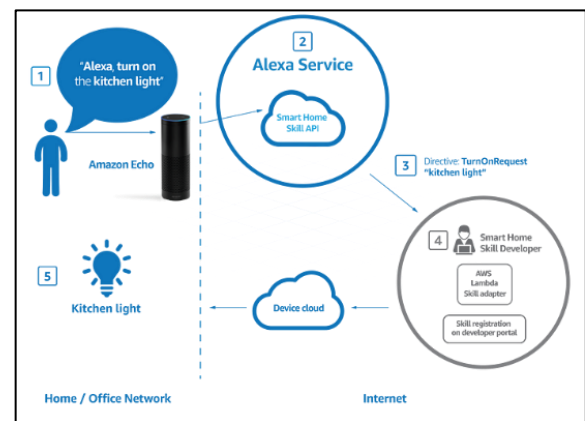 1
"Alexa, turn on
the kitchen light"
Amazon Echo
2
Alexa Service
Smart Home
Skill API
3
Directive: TurnOnRequest
"kitchen light"
4
Smart Home
Skill Developer
AWS
Lambda
Skill adapter
Skill registration
on developer portal
Device cloud
5
Kitchen light
Home / Office Network
Internet